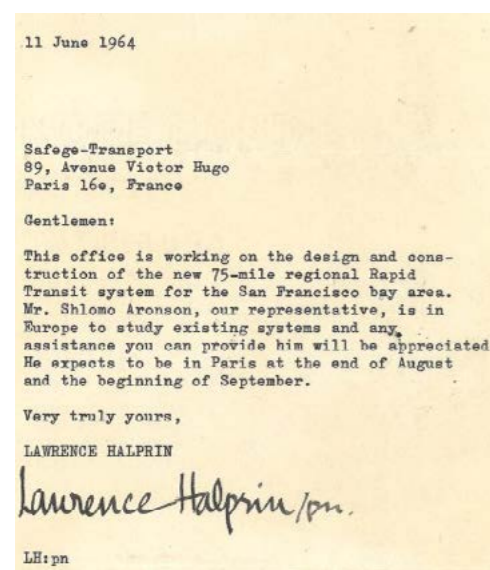 11 June 1964
Safege-Transport
89, Avenue Victor Hugo
Paris 16e, France
Gentlemen:
This office is working on the design and cons-
truction of the new 75-mile regional Rapid
Transit system for the San Francisco bay area.
Mr. Shlomo Aronson, our representative, is in
Europe to study existing systems and any
assistance you can provide him will be appreciated
He expects to be in Paris at the end of August
and the beginning of September.
Very truly yours,
LAWRENCE HALPRIN
Lawrence Halprin/pn.
LH:pn